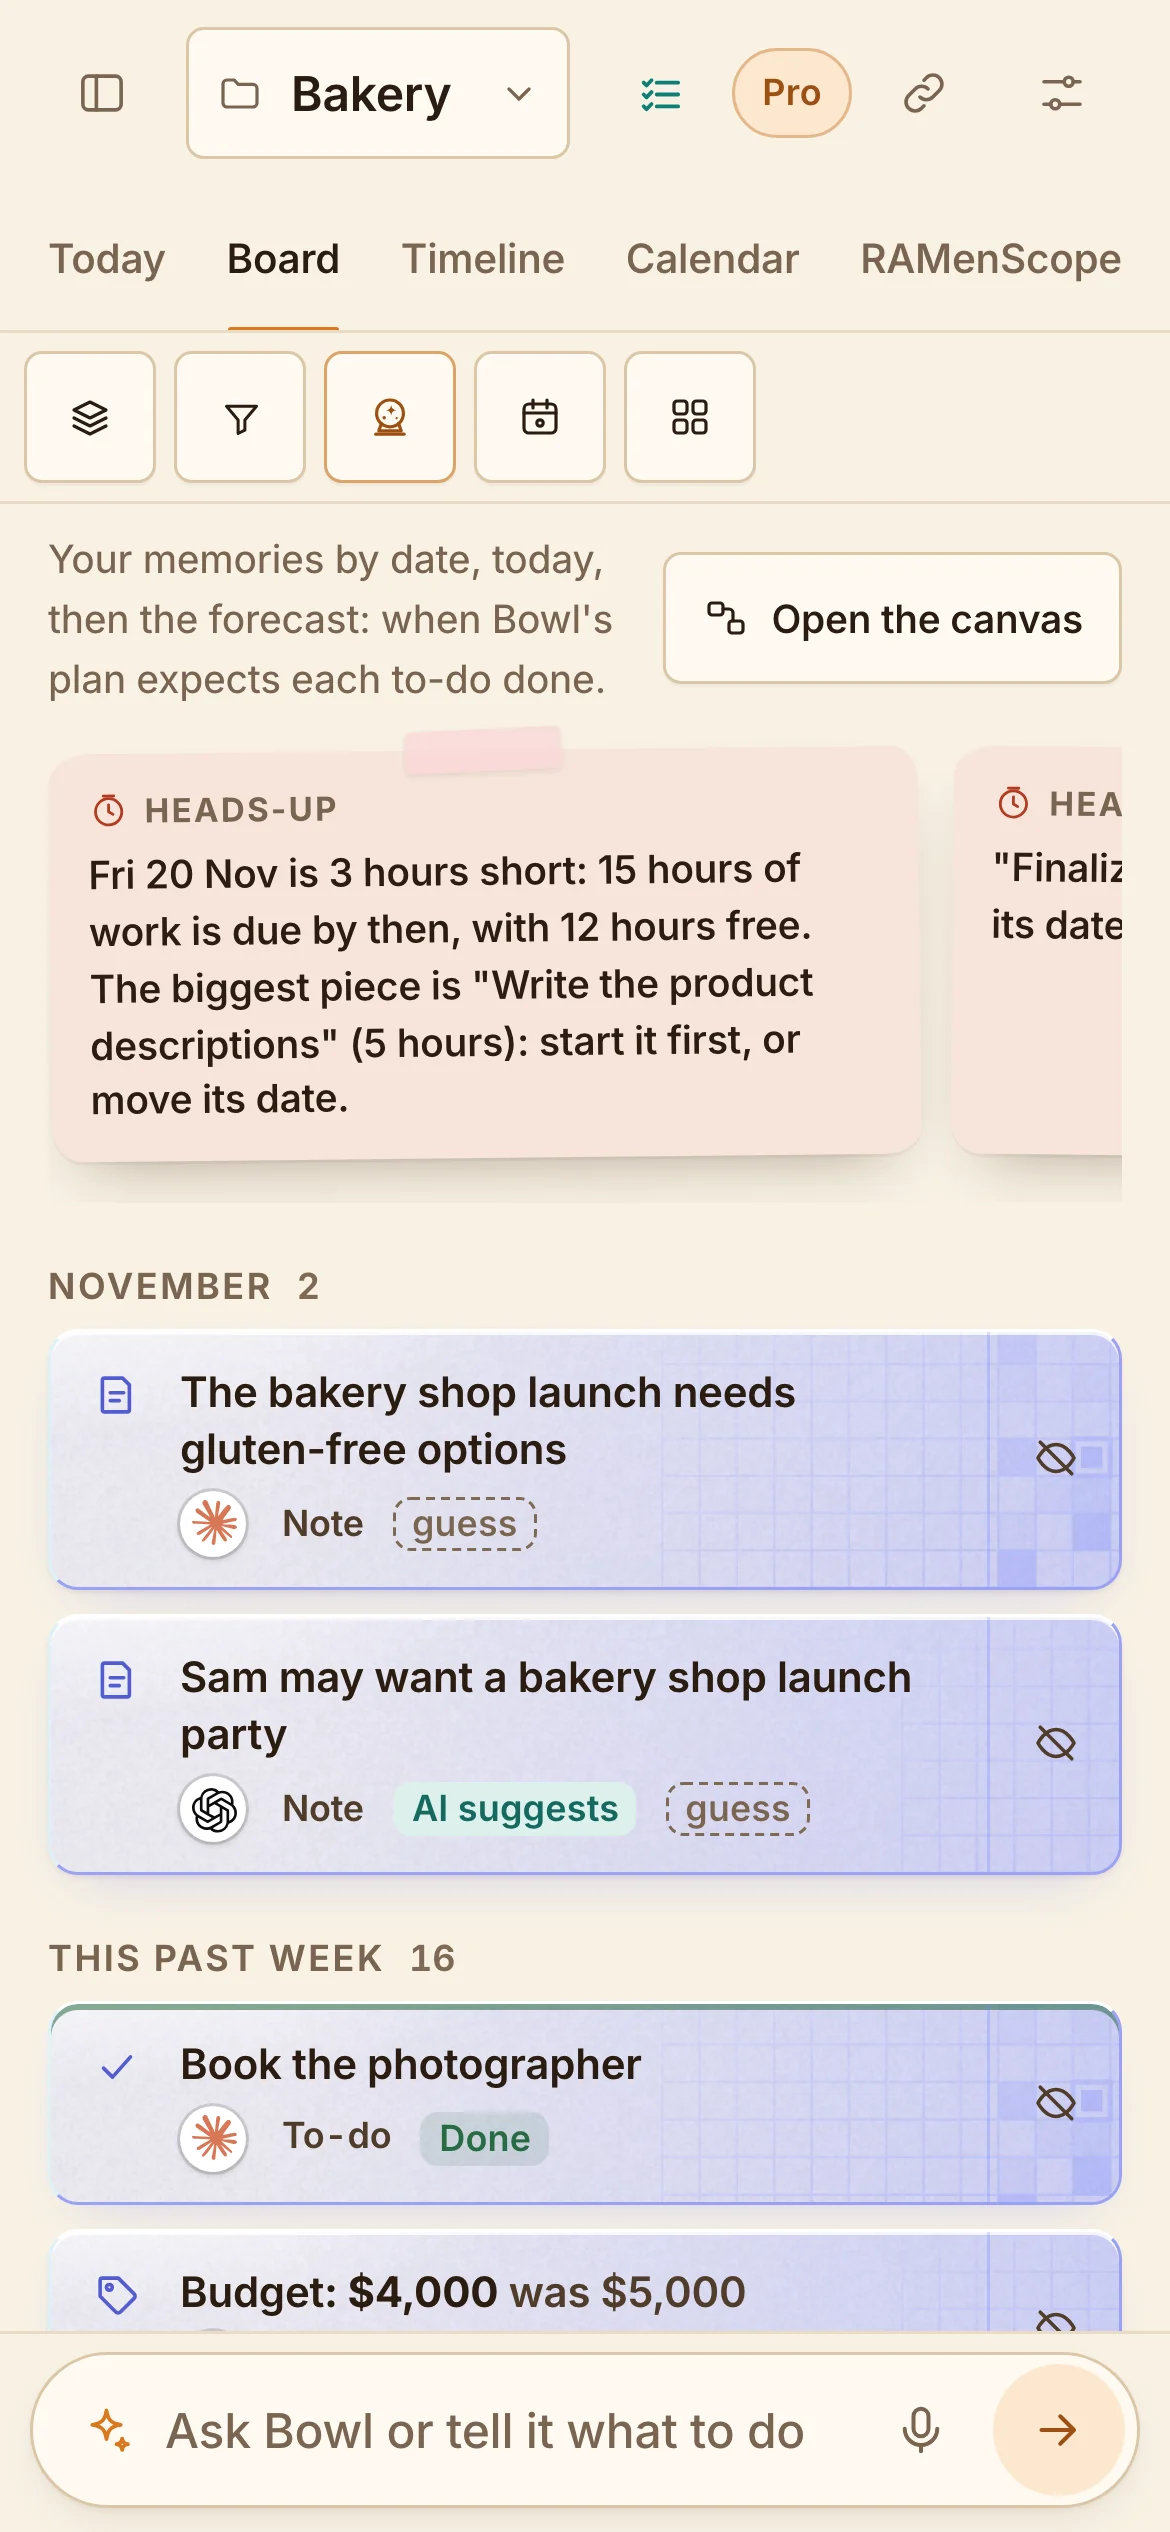 Bakery
Pro
Today Board Timeline Calendar RAMenScope
Your memories by date, today,
then the forecast: when Bowl's
plan expects each to-do done.
Open the canvas
HEADS-UP
Fri 20 Nov is 3 hours short: 15 hours of
work is due by then, with 12 hours free.
The biggest piece is "Write the product
descriptions" (5 hours): start it first, or
move its date.
HEA
"Finaliz
its date
NOVEMBER 2
The bakery shop launch needs
gluten-free options
Note guess
Sam may want a bakery shop launch
party
Note AI suggests guess
THIS PAST WEEK 16
Book the photographer
To-do Done
Budget: $4,000 was $5,000
Ask Bowl or tell it what to do